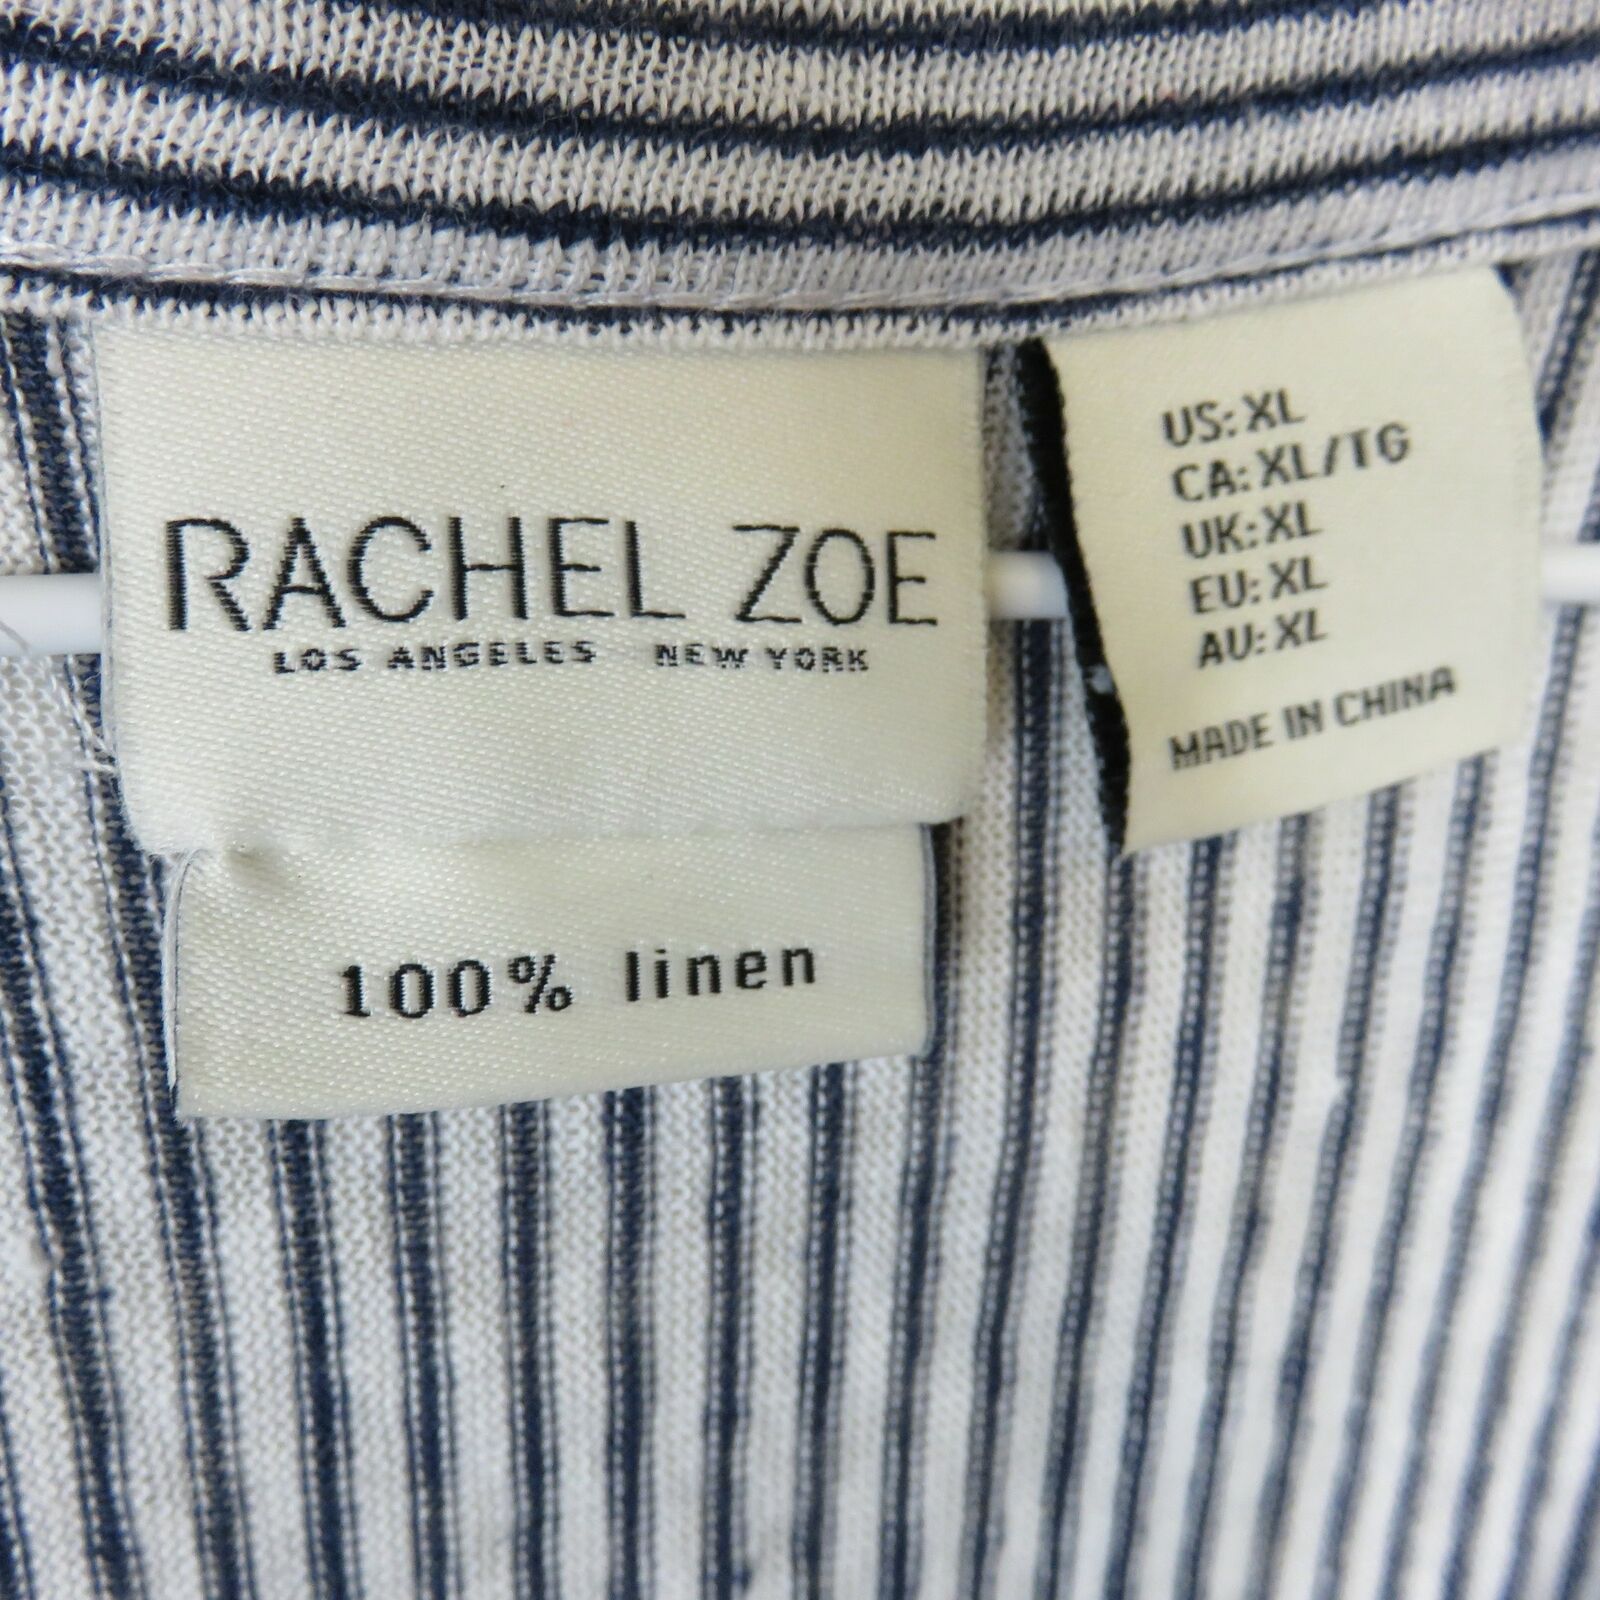 RACHEL ZOE
LOS ANGELES NEW YORK
100% linen
US: XL
CA: XL/TG
UK: XL
EU: XL
AU: XL
MADE IN CHINA